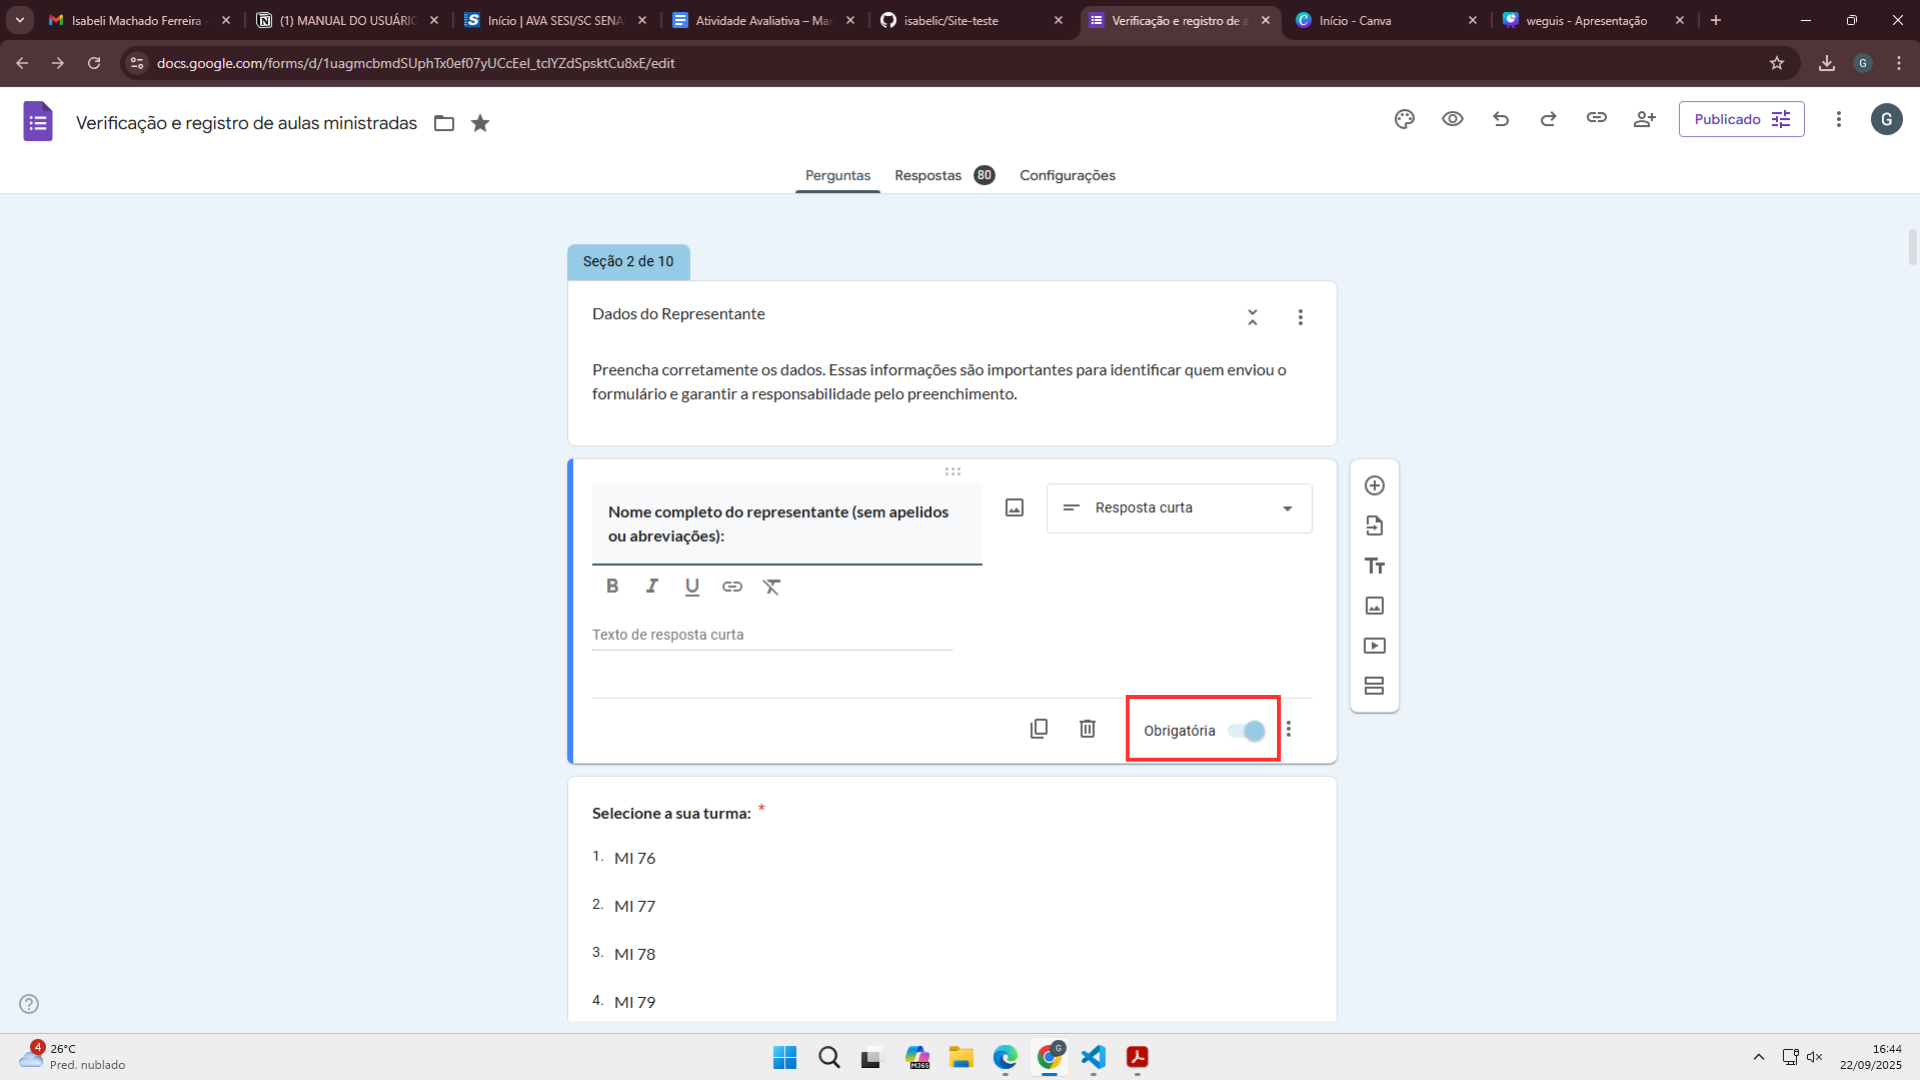 Isabeli Machado Ferreira
(1) MANUAL DO USUÁRIO
Início | AVA SESI/SC SENA
Atividade Avaliativa – Mar
isabelic/Site-teste
Verificação e registro de a
Início - Canva
weguis - Apresentação
docs.google.com/forms/d/1uagmcbmdSUphTx0ef07yUCcEel_tclYZdSpsktCu8xE/edit
G
Verificação e registro de aulas ministradas
Publicado
G
Perguntas
Respostas 80
Configurações
Seção 2 de 10
Dados do Representante
Preencha corretamente os dados. Essas informações são importantes para identificar quem enviou o
formulário e garantir a responsabilidade pelo preenchimento.
Nome completo do representante (sem apelidos
ou abreviações):
Resposta curta
B I U
Texto de resposta curta
Obrigatória
Selecione a sua turma: *
1. MI 76
2. MI 77
3. MI 78
4. MI 79
4
26°C
Pred. nublado
M365
G
16:44
22/09/2025